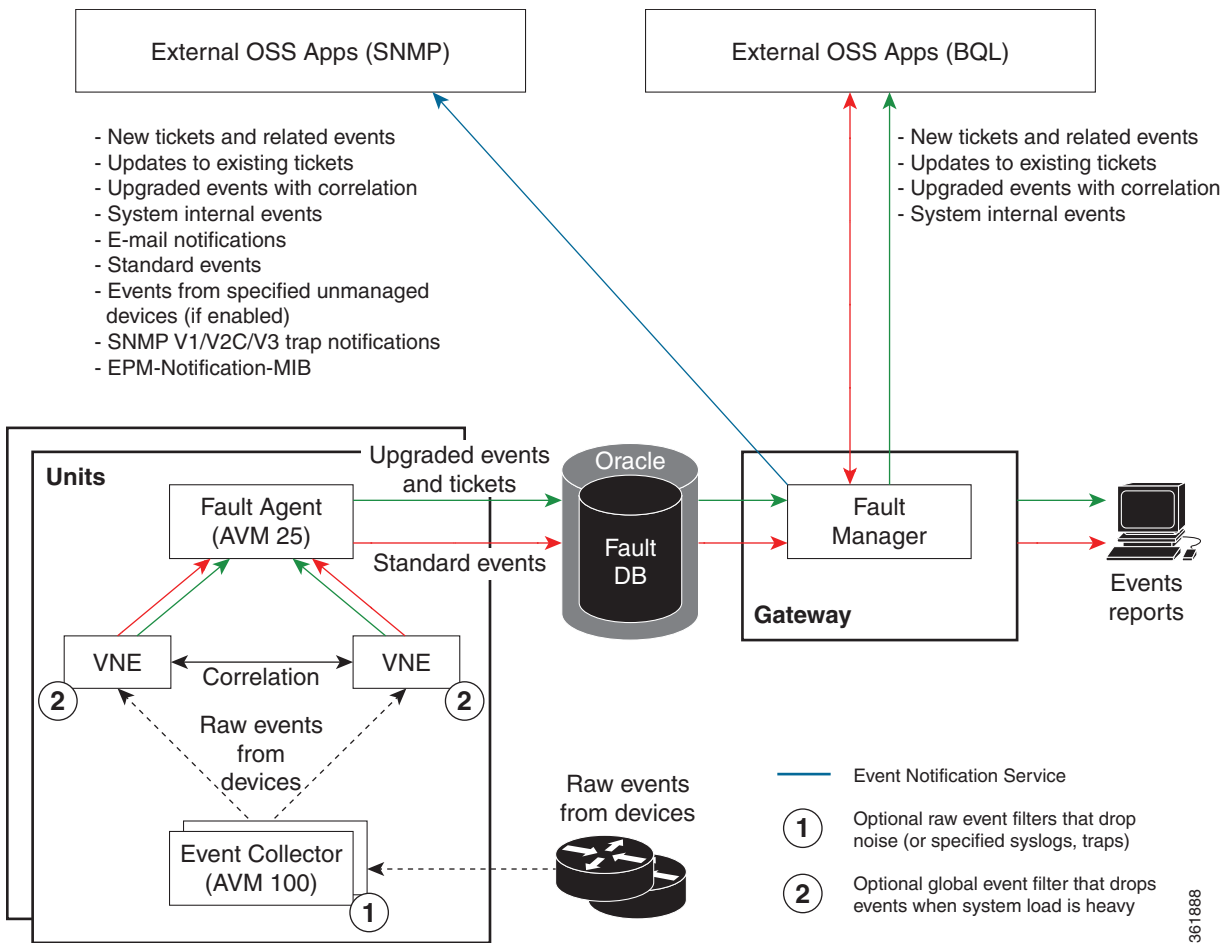 External OSS Apps (SNMP)
External OSS Apps (BQL)
- New tickets and related events
- Updates to existing tickets
- Upgraded events with correlation
- System internal events
- E-mail notifications
- Standard events
- Events from specified unmanaged
devices (if enabled)
- SNMP V1/V2C/V3 trap notifications
- EPM-Notification-MIB
- New tickets and related events
- Updates to existing tickets
- Upgraded events with correlation
- System internal events
Units
Fault Agent
(AVM 25)
Upgraded events
and tickets
Standard events
Oracle
Fault
DB
Fault
Manager
Gateway
Events
reports
VNE
Correlation
VNE
2
2
Raw events
from
devices
Event Collector
(AVM 100)
1
Raw events
from devices
Event Notification Service
1
Optional raw event filters that drop
noise (or specified syslogs, traps)
2
Optional global event filter that drops
events when system load is heavy
361888